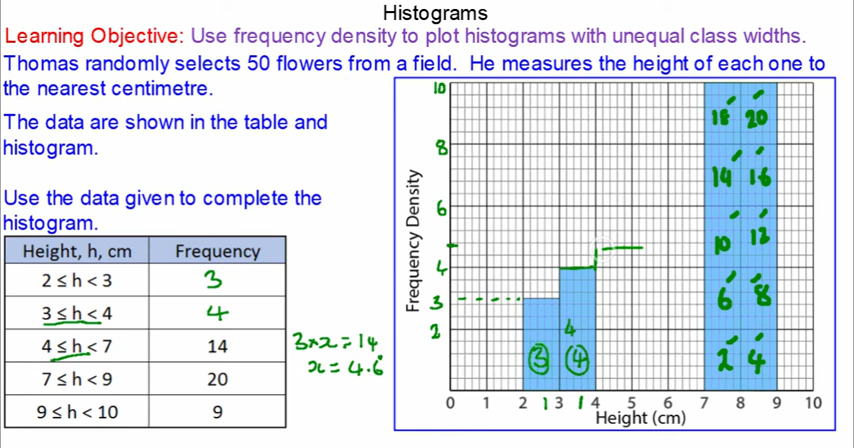 Histograms
Learning Objective: Use frequency density to plot histograms with unequal class widths.
Thomas randomly selects 50 flowers from a field. He measures the height of each one to
the nearest centimetre.
The data are shown in the table and
histogram.
Use the data given to complete the
histogram.
Height, h, cm Frequency
2 ≤ h < 3 3
3 ≤ h < 4 4
4 ≤ h < 7 14
7 ≤ h < 9 20
9 ≤ h < 10 9
3 × x = 14
x = 4.6̇
Frequency Density
10
8
6
4
3
2
18 20
14 16
10 12
6 8
2 4
4
3 4
0 1 2 3 4 5 6 7 8 9 10
1 1
Height (cm)